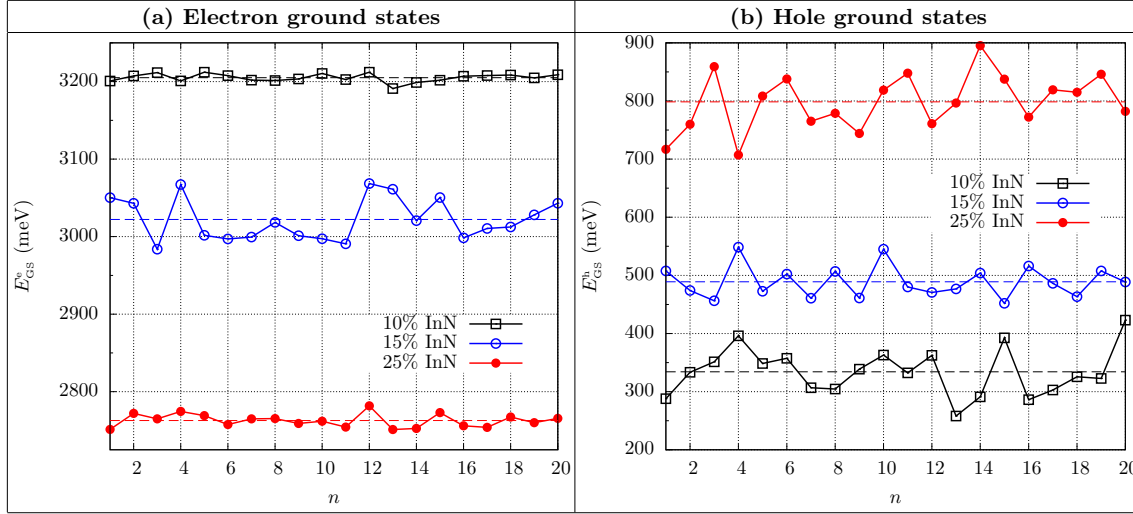 (a) Electron ground states
(b) Hole ground states
3200
3100
3000
2900
2800
2700
E^e_GS (meV)
10% InN
15% InN
25% InN
2 4 6 8 10 12 14 16 18 20
n
900
800
700
600
500
400
300
200
E^h_GS (meV)
10% InN
15% InN
25% InN
2 4 6 8 10 12 14 16 18 20
n